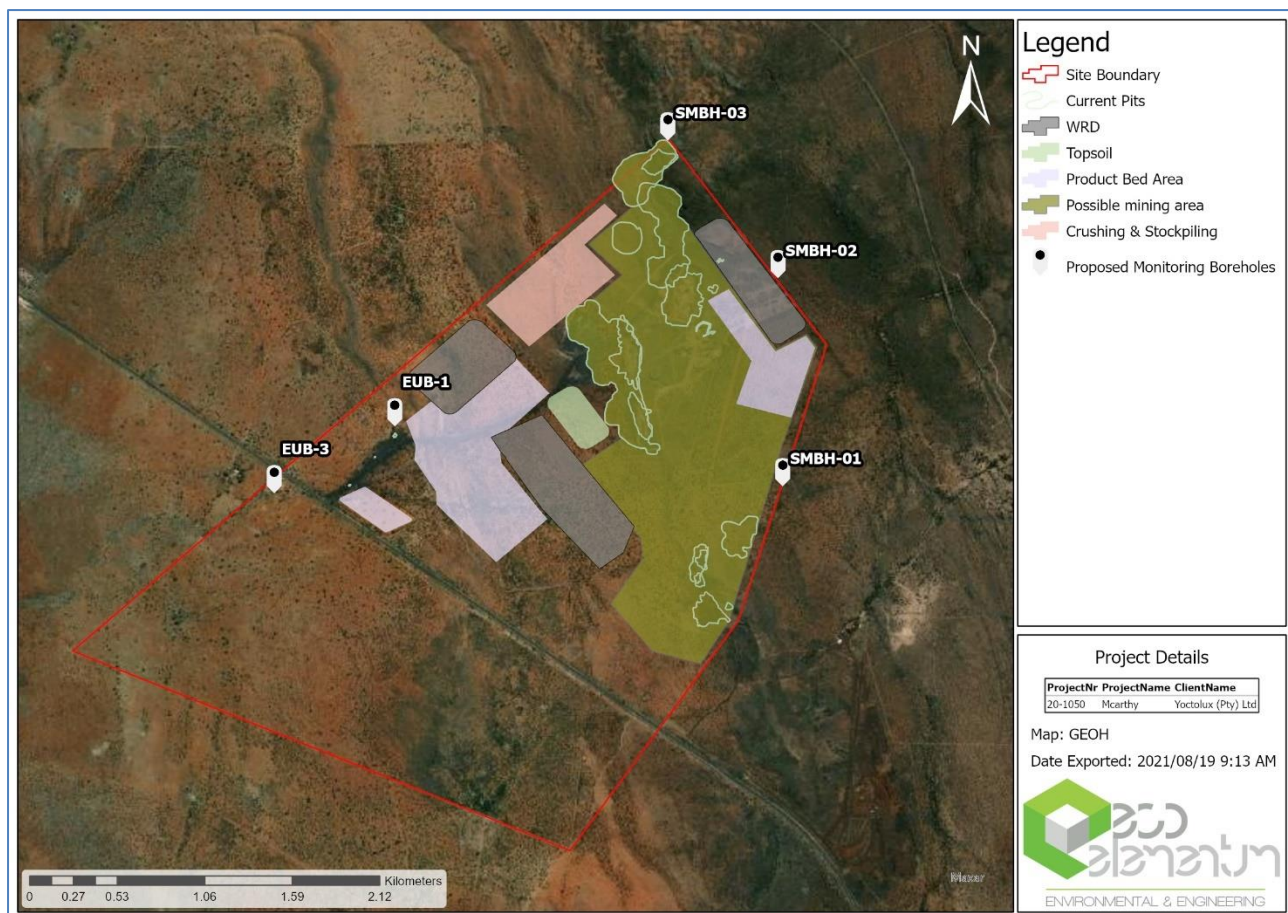 N
SMBH-03
SMBH-02
EUB-1
EUB-3
SMBH-01
Kilometers
0 0.27 0.53 1.06 1.59 2.12
Maxar
Legend
Site Boundary
Current Pits
WRD
Topsoil
Product Bed Area
Possible mining area
Crushing & Stockpiling
Proposed Monitoring Boreholes
Project Details
ProjectNr ProjectName ClientName
20-1050 Mcarthy Yoctolux (Pty) Ltd
Map: GEOH
Date Exported: 2021/08/19 9:13 AM
eco
elementum
ENVIRONMENTAL & ENGINEERING